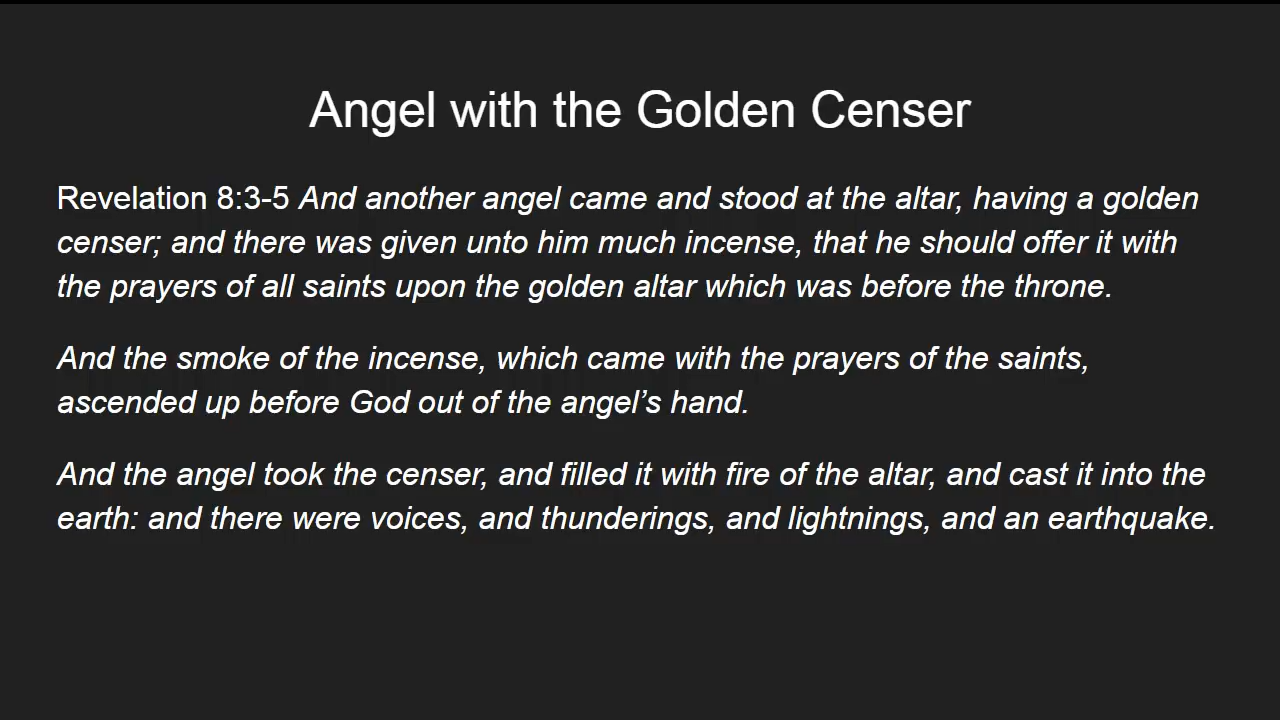 Angel with the Golden Censer
Revelation 8:3-5 And another angel came and stood at the altar, having a golden
censer; and there was given unto him much incense, that he should offer it with
the prayers of all saints upon the golden altar which was before the throne.
And the smoke of the incense, which came with the prayers of the saints,
ascended up before God out of the angel’s hand.
And the angel took the censer, and filled it with fire of the altar, and cast it into the
earth: and there were voices, and thunderings, and lightnings, and an earthquake.